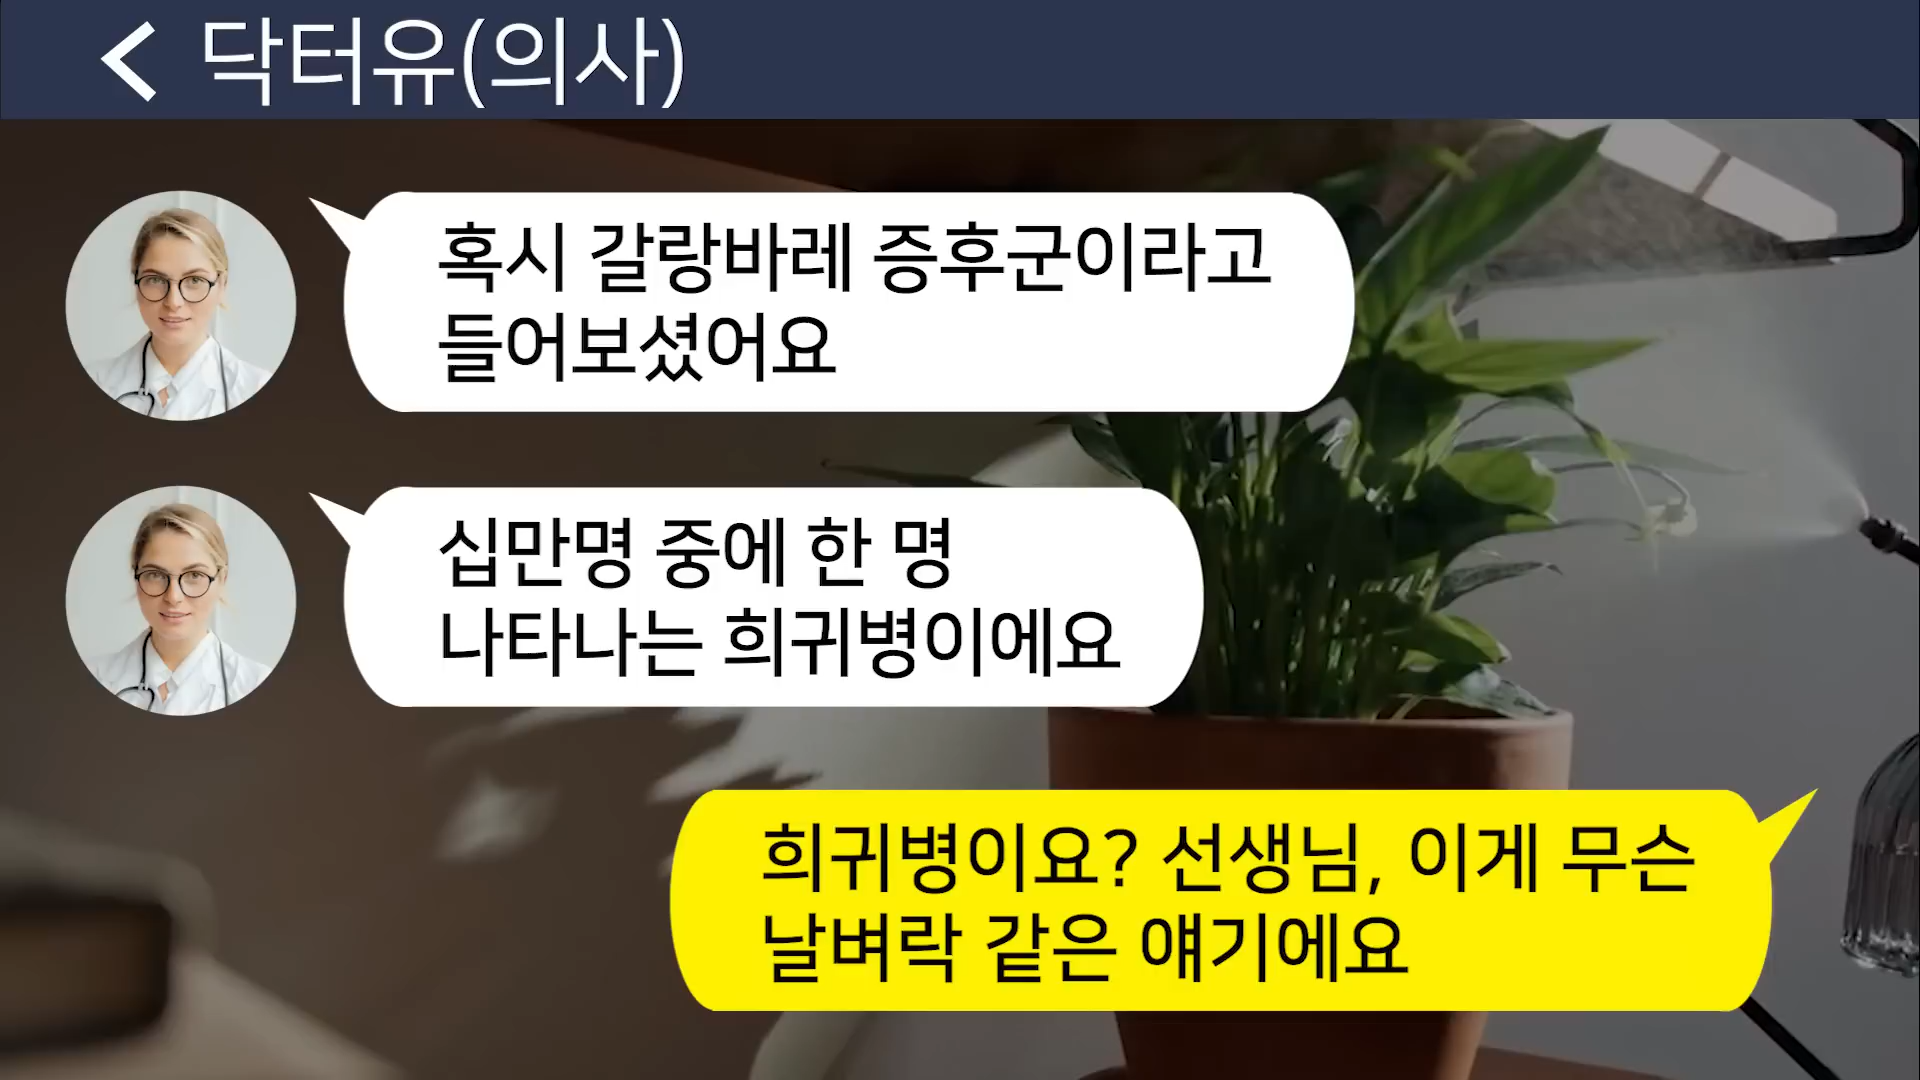 닥터유(의사)
혹시 갈랑바레 증후군이라고
들어보셨어요
십만명 중에 한 명
나타나는 희귀병이에요
희귀병이요? 선생님, 이게 무슨
날벼락 같은 얘기에요